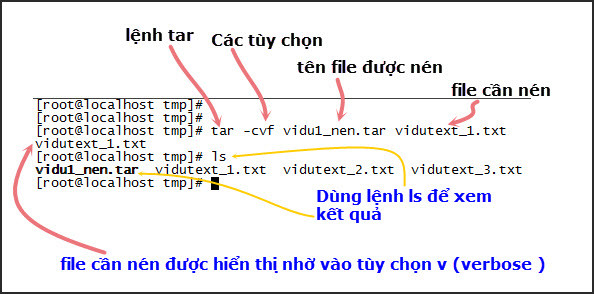 lệnh tar
Các tùy chọn
tên file được nén
file cần nén
[root@localhost tmp]#
[root@localhost tmp]#
[root@localhost tmp]# tar -cvf vidu1_nen.tar vidutext_1.txt
vidutext_1.txt
[root@localhost tmp]# ls
vidu1_nen.tar vidutext_1.txt vidutext_2.txt vidutext_3.txt
[root@localhost tmp]#
Dùng lệnh ls để xem
kết quả
file cần nén được hiển thị nhờ vào tùy chọn v (verbose )